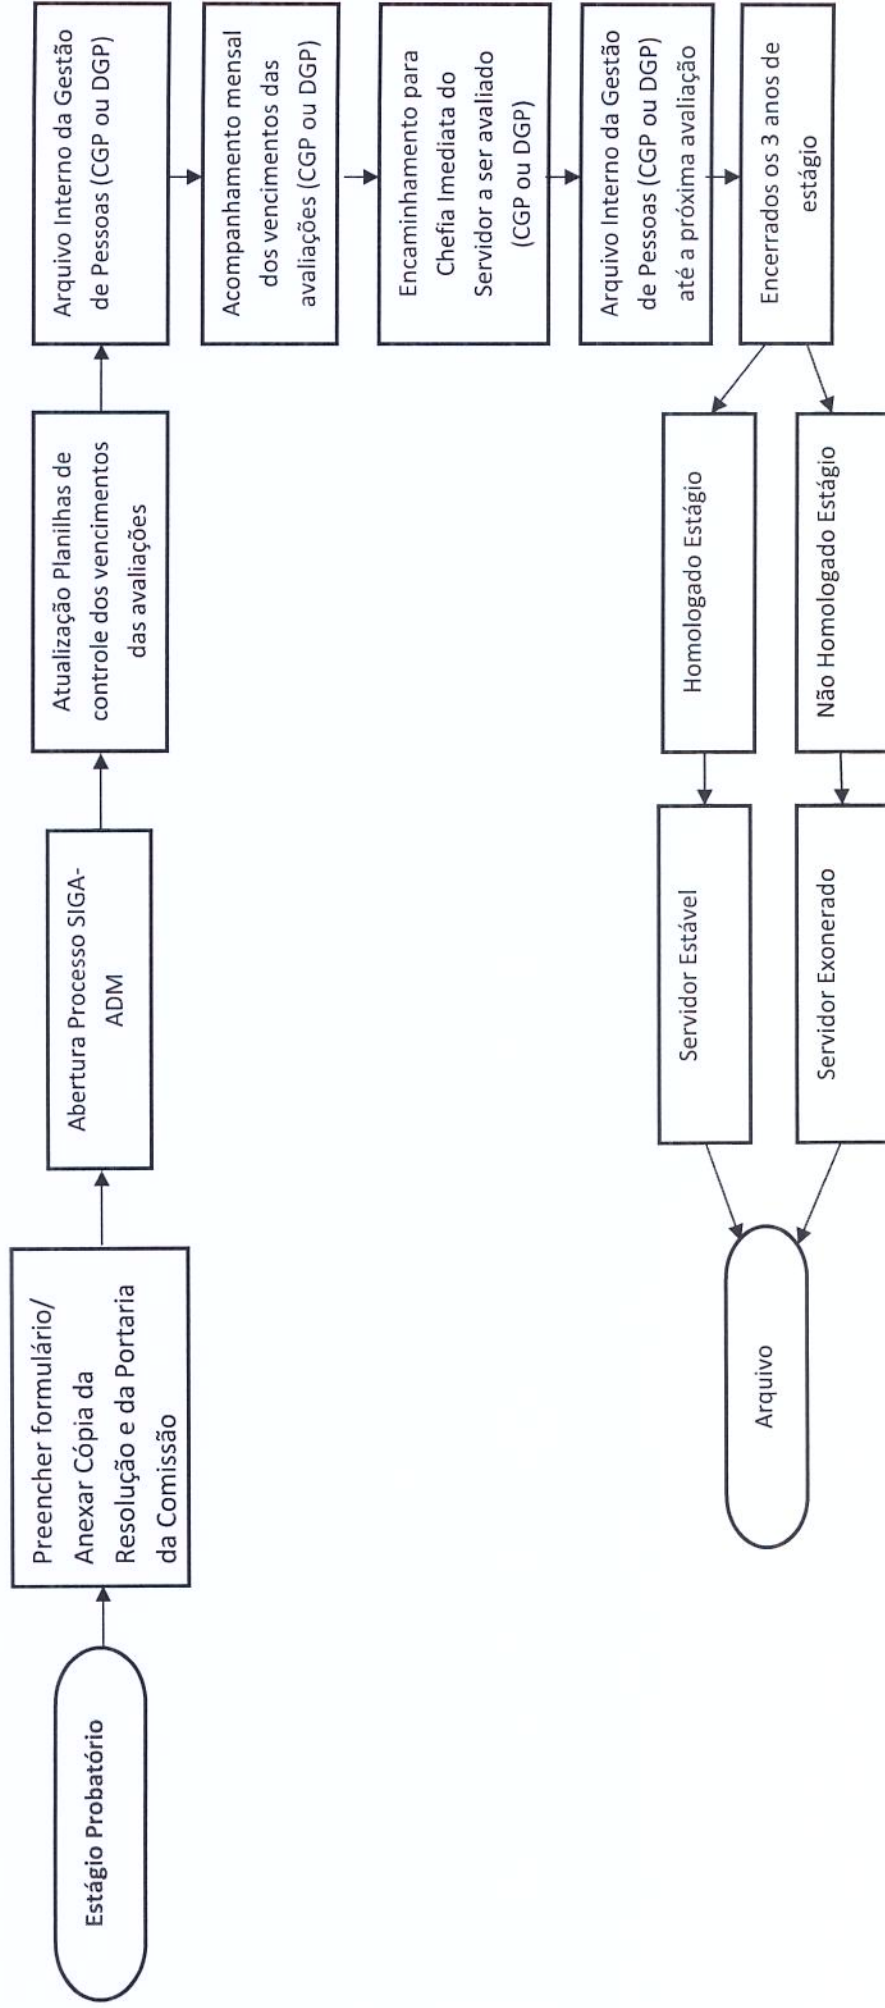 Estágio Probatório
Preencher formulário/
Anexar Cópia da
Resolução e da Portaria
da Comissão
Abertura Processo SIGA-
ADM
Atualização Planilhas de
controle dos vencimentos
das avaliações
Arquivo Interno da Gestão
de Pessoas (CGP ou DGP)
Acompanhamento mensal
dos vencimentos das
avaliações (CGP ou DGP)
Encaminhamento para
Chefia Imediata do
Servidor a ser avaliado
(CGP ou DGP)
Arquivo Interno da Gestão
de Pessoas (CGP ou DGP)
até a próxima avaliação
Encerrados os 3 anos de
estágio
Homologado Estágio
Não Homologado Estágio
Servidor Estável
Servidor Exonerado
Arquivo